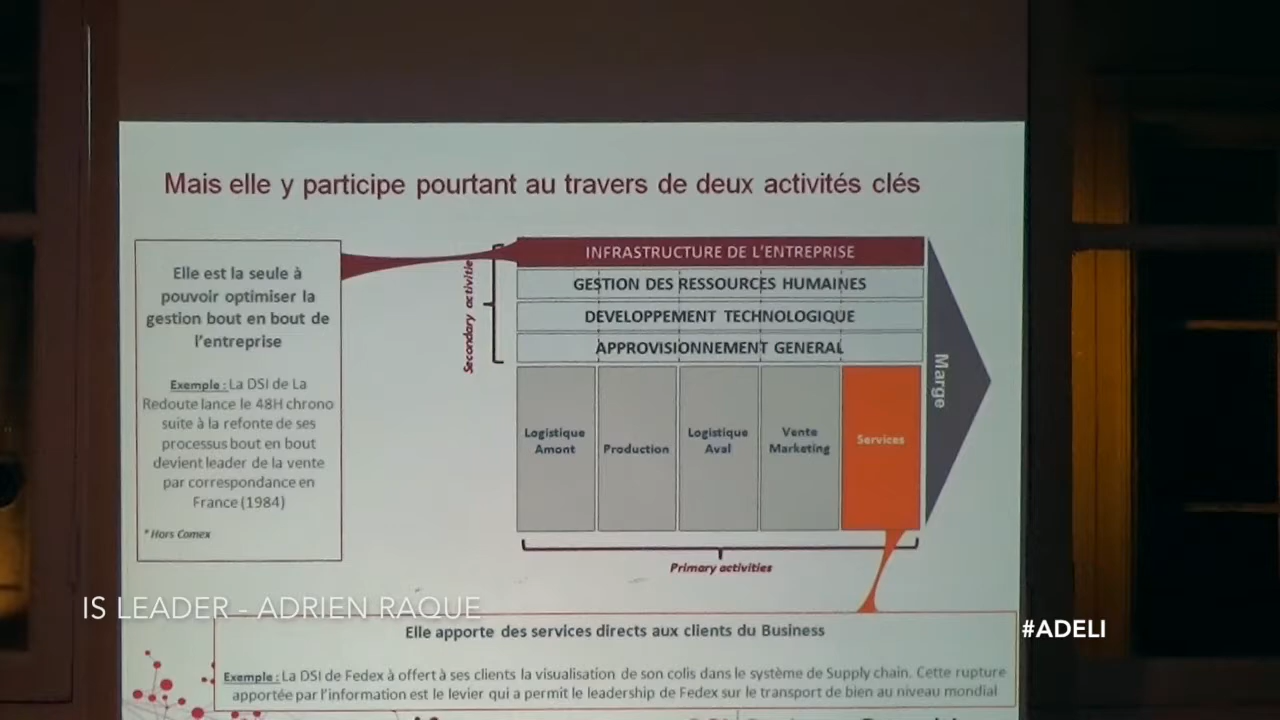 Mais elle y participe pourtant au travers de deux activités clés
Elle est la seule à
pouvoir optimiser la
gestion bout en bout de
l'entreprise
Exemple : La DSI de La
Redoute lance le 48H chrono
suite à la refonte de ses
processus bout en bout
devient leader de la vente
par correspondance en
France (1984)
* Hors Comex
Secondary activitie
INFRASTRUCTURE DE L'ENTREPRISE
GESTION DES RESSOURCES HUMAINES
DEVELOPPEMENT TECHNOLOGIQUE
APPROVISIONNEMENT GENERAL
Logistique
Amont
Production
Logistique
Aval
Vente
Marketing
Services
Marge
Primary activities
IS LEADER - ADRIEN RAQUE
#ADELI
Elle apporte des services directs aux clients du Business
Exemple : La DSI de Fedex à offert à ses clients la visualisation de son colis dans le système de Supply chain. Cette rupture
apportée par l'information est le levier qui a permit le leadership de Fedex sur le transport de bien au niveau mondial